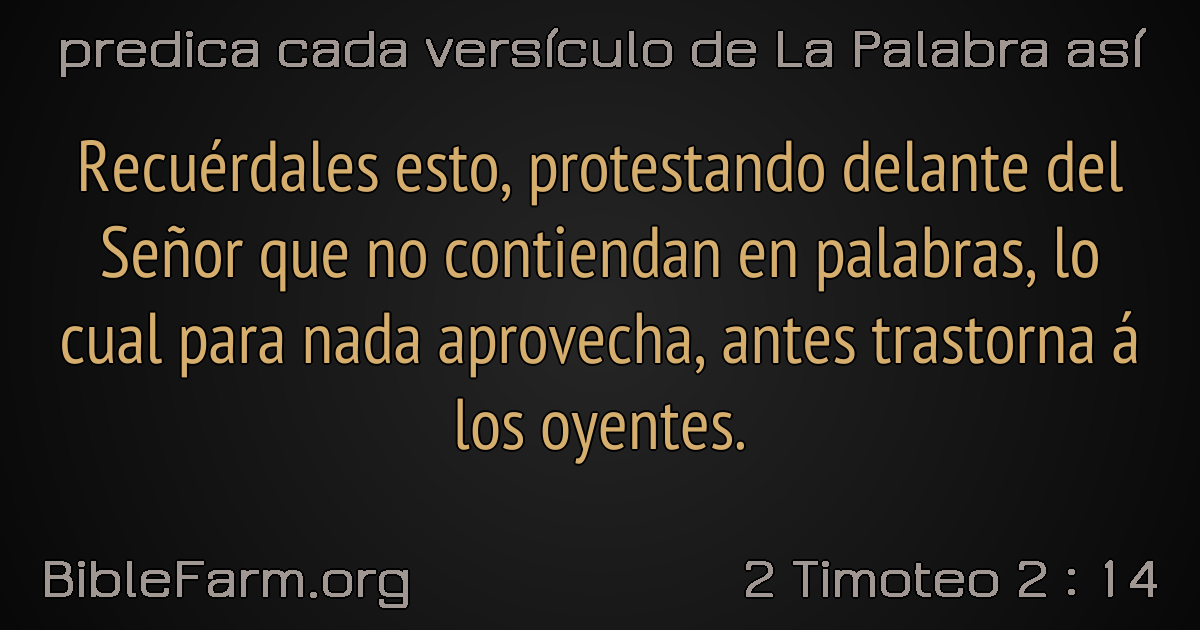 predica cada versículo de La Palabra así
Recuérdales esto, protestando delante del
Señor que no contiendan en palabras, lo
cual para nada aprovecha, antes trastorna á
los oyentes.
BibleFarm.org
2 Timoteo 2 : 14